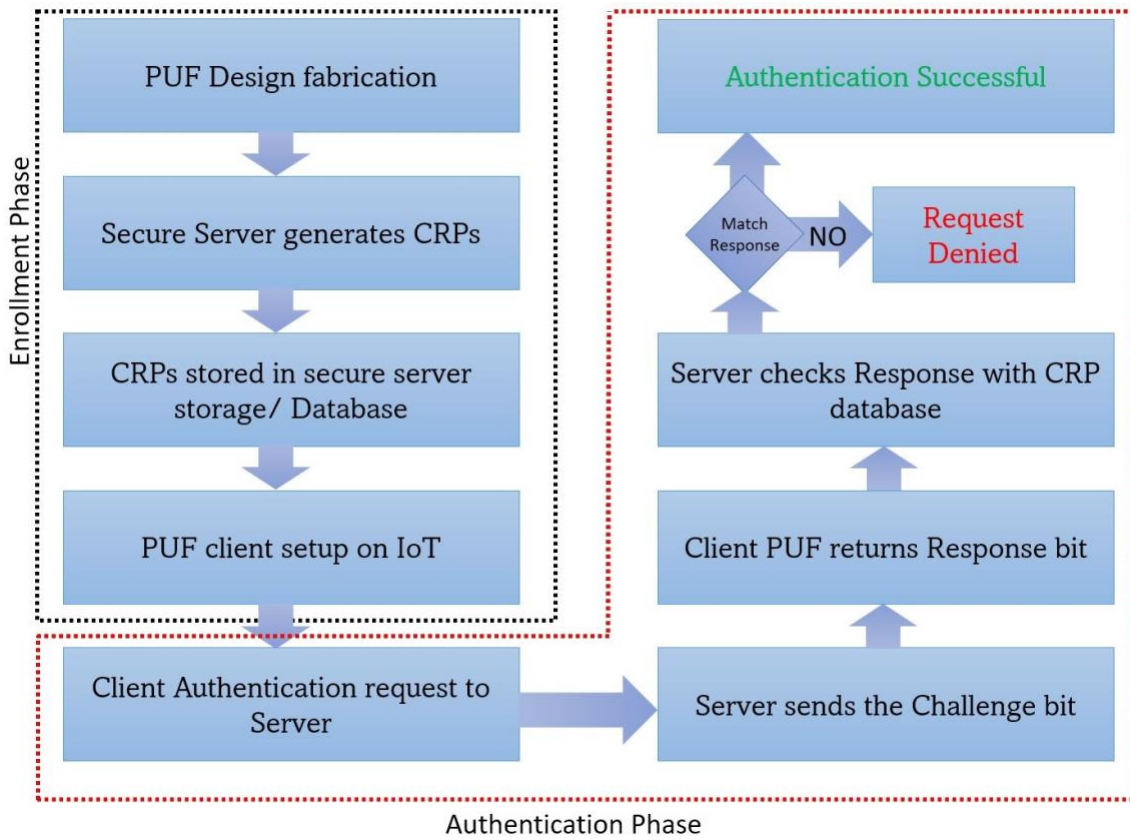 Enrollment Phase
PUF Design fabrication
Secure Server generates CRPs
CRPs stored in secure server
storage/ Database
PUF client setup on IoT
Client Authentication request to
Server
Server sends the Challenge bit
Client PUF returns Response bit
Server checks Response with CRP
database
Match
Response
NO
Request
Denied
Authentication Successful
Authentication Phase